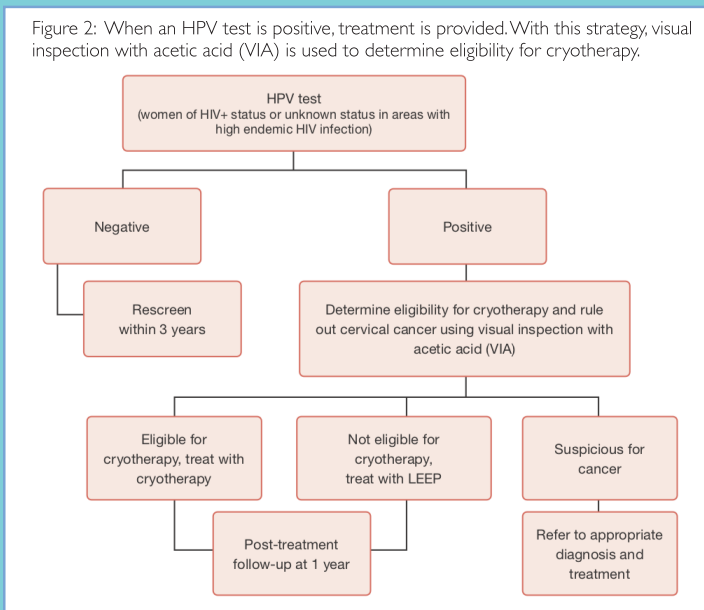 Figure 2: When an HPV test is positive, treatment is provided. With this strategy, visual
inspection with acetic acid (VIA) is used to determine eligibility for cryotherapy.
HPV test
(women of HIV+ status or unknown status in areas with
high endemic HIV infection)
Negative
Positive
Rescreen
within 3 years
Determine eligibility for cryotherapy and rule
out cervical cancer using visual inspection with
acetic acid (VIA)
Eligible for
cryotherapy, treat with
cryotherapy
Not eligible for
cryotherapy,
treat with LEEP
Suspicious for
cancer
Post-treatment
follow-up at 1 year
Refer to appropriate
diagnosis and
treatment